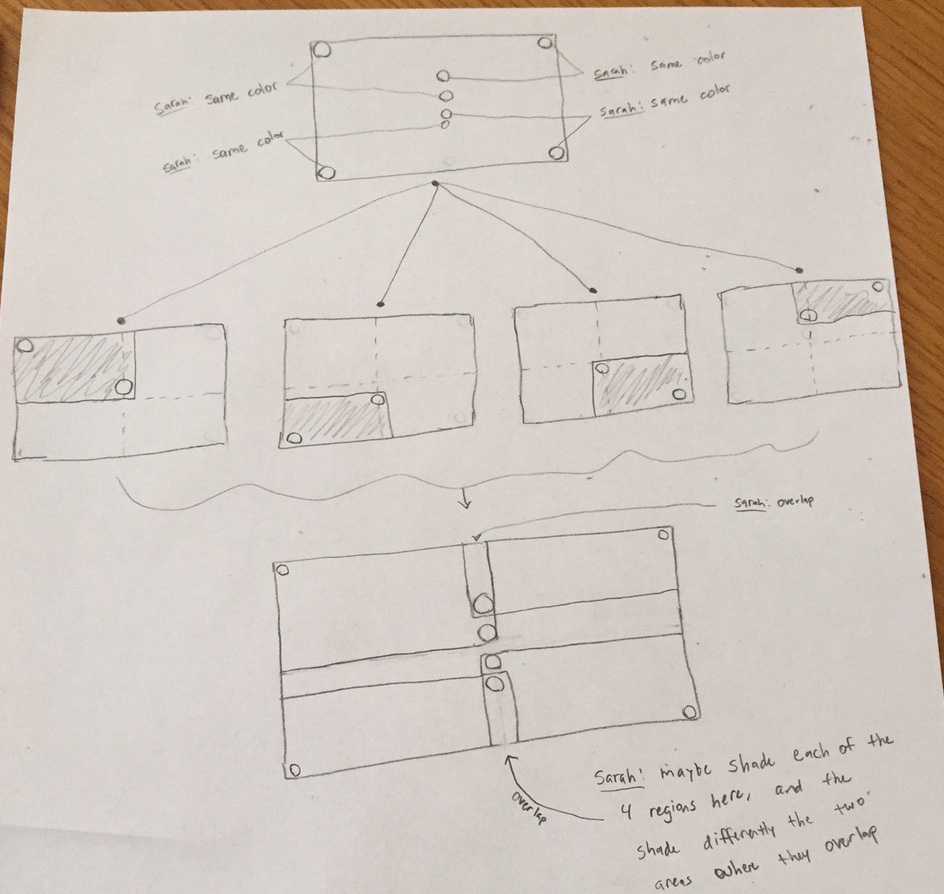 Sarah: same color
Sarah: same color
Sarah: same color
Sarah: same color
Sarah: overlap
overlap
Sarah: maybe shade each of the
4 regions here, and the
shade differently the two
areas where they overlap